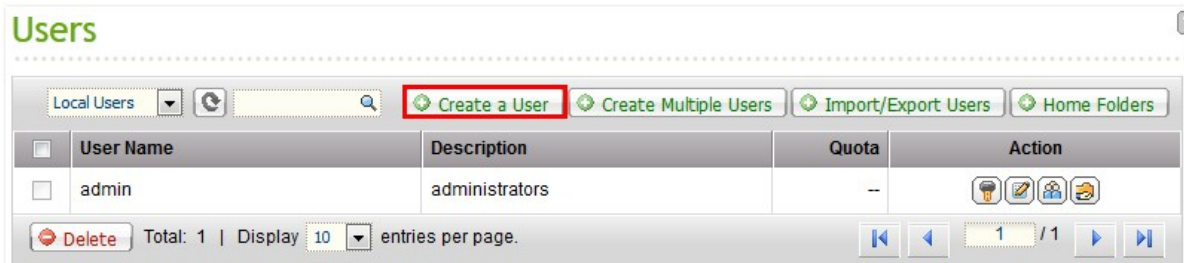 Users
Local Users Create a User Create Multiple Users Import/Export Users Home Folders
User Name Description Quota Action
admin administrators --
Delete Total: 1 | Display 10 entries per page. 1 / 1